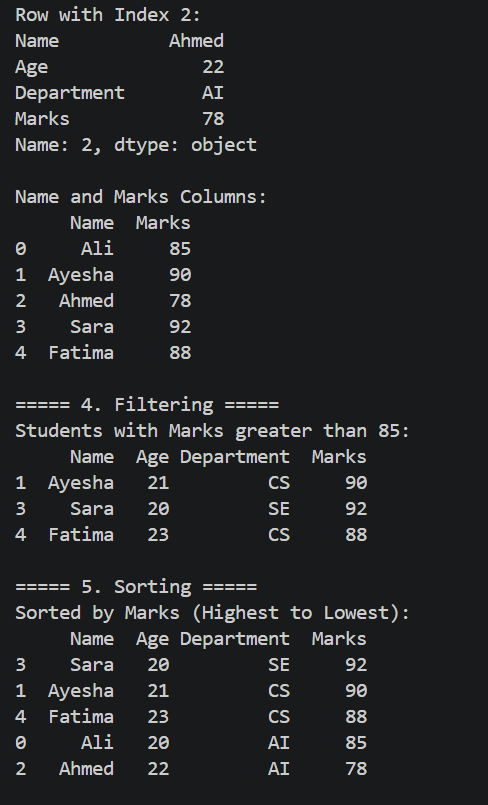 Row with Index 2:
Name          Ahmed
Age              22
Department       AI
Marks            78
Name: 2, dtype: object

Name and Marks Columns:
     Name  Marks
0     Ali     85
1  Ayesha     90
2   Ahmed     78
3    Sara     92
4  Fatima     88

===== 4. Filtering =====
Students with Marks greater than 85:
     Name  Age Department  Marks
1  Ayesha   21         CS     90
3    Sara   20         SE     92
4  Fatima   23         CS     88

===== 5. Sorting =====
Sorted by Marks (Highest to Lowest):
     Name  Age Department  Marks
3    Sara   20         SE     92
1  Ayesha   21         CS     90
4  Fatima   23         CS     88
0     Ali   20         AI     85
2   Ahmed   22         AI     78